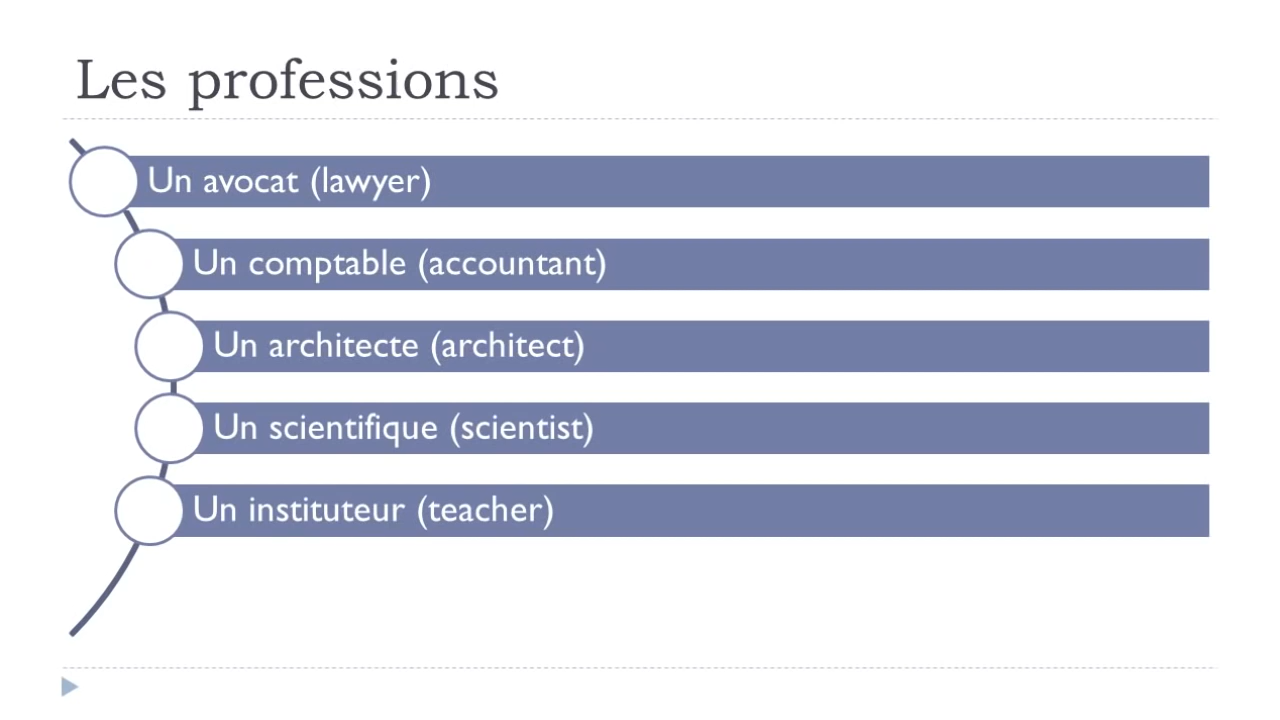 Les professions
Un avocat (lawyer)
Un comptable (accountant)
Un architecte (architect)
Un scientifique (scientist)
Un instituteur (teacher)